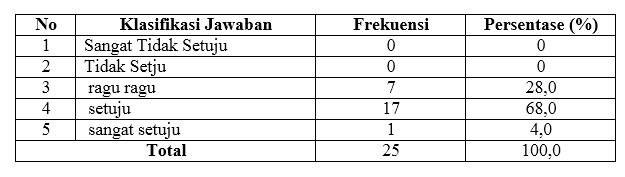 No Klasifikasi Jawaban Frekuensi Persentase (%)
1 Sangat Tidak Setuju 0 0
2 Tidak Setju 0 0
3 ragu ragu 7 28,0
4 setuju 17 68,0
5 sangat setuju 1 4,0
Total 25 100,0